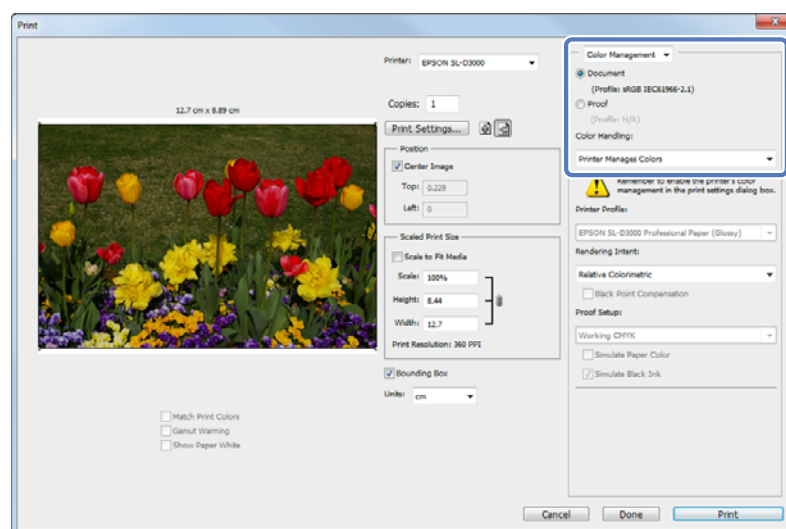 Print
Printer: EPSON SL-D3000
12.7 cm x 8.89 cm
Copies: 1
Print Settings...
Position
Center Image
Top: 0.229
Left: 0
Scaled Print Size
Scale to Fit Media
Scale: 100%
Height: 8.44
Width: 12.7
Print Resolution: 360 PPI
Bounding Box
Units: cm
Match Print Colors
Gamut Warning
Show Paper White
Color Management
Document
(Profile: sRGB IEC61966-2.1)
Proof
(Profile: N/A)
Color Handling:
Printer Manages Colors
Remember to enable the printer's color
management in the print settings dialog box.
Printer Profile:
EPSON SL-D3000 Professional Paper (Glossy)
Rendering Intent:
Relative Colorimetric
Black Point Compensation
Proof Setup:
Working CMYK
Simulate Paper Color
Simulate Black Ink
Cancel
Done
Print